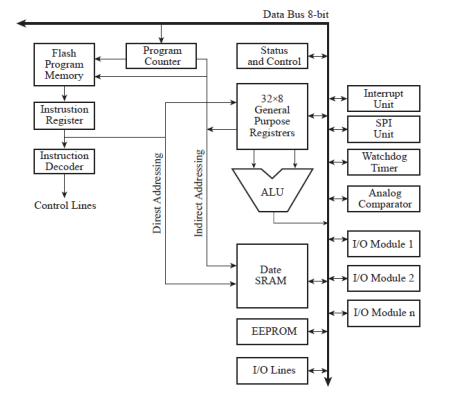 Data Bus 8-bit
Flash
Program
Memory
Program
Counter
Status
and Control
Instrustion
Register
32×8
General
Purpose
Registrers
Interrupt
Unit
SPI
Unit
Instruction
Decoder
Watchdog
Timer
ALU
Control Lines
Direst Addressing
Indirect Addressing
Analog
Comparator
I/O Module 1
Date
SRAM
I/O Module 2
I/O Module n
EEPROM
I/O Lines